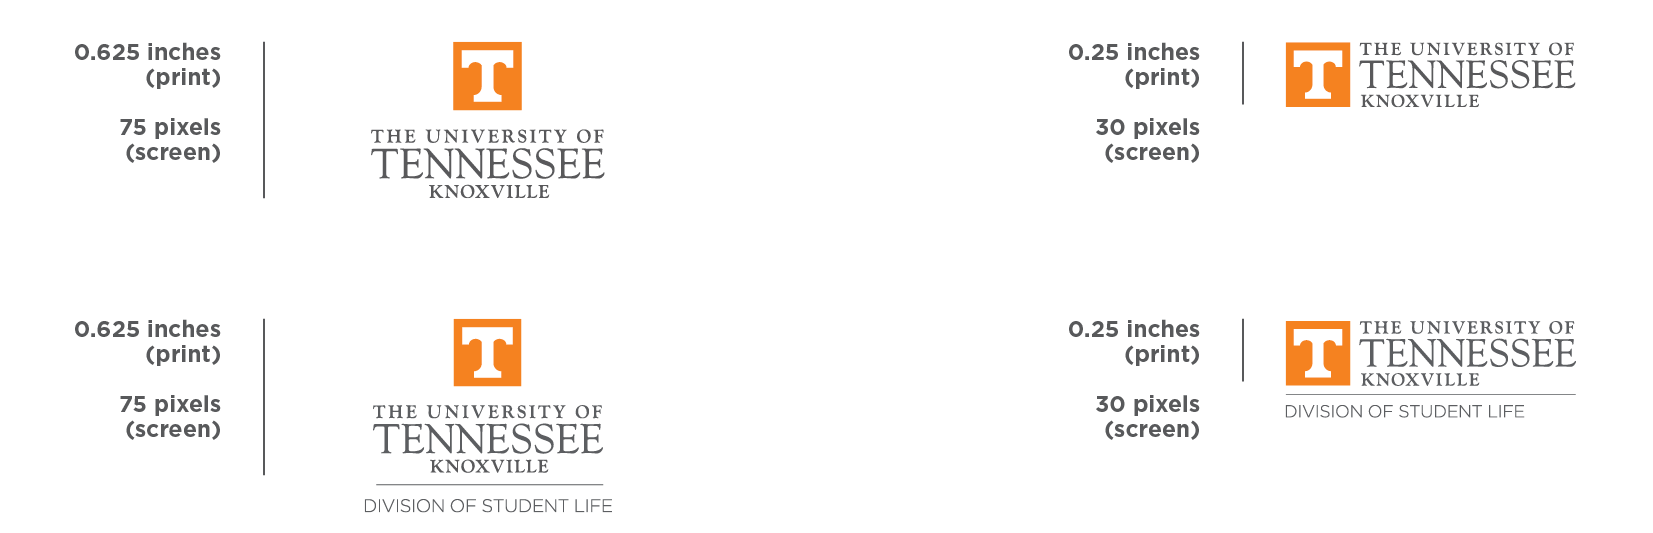 0.625 inches
(print)
75 pixels
(screen)
T
THE UNIVERSITY OF
TENNESSEE
KNOXVILLE
0.25 inches
(print)
30 pixels
(screen)
T
THE UNIVERSITY OF
TENNESSEE
KNOXVILLE
0.625 inches
(print)
75 pixels
(screen)
T
THE UNIVERSITY OF
TENNESSEE
KNOXVILLE
DIVISION OF STUDENT LIFE
0.25 inches
(print)
30 pixels
(screen)
T
THE UNIVERSITY OF
TENNESSEE
KNOXVILLE
DIVISION OF STUDENT LIFE